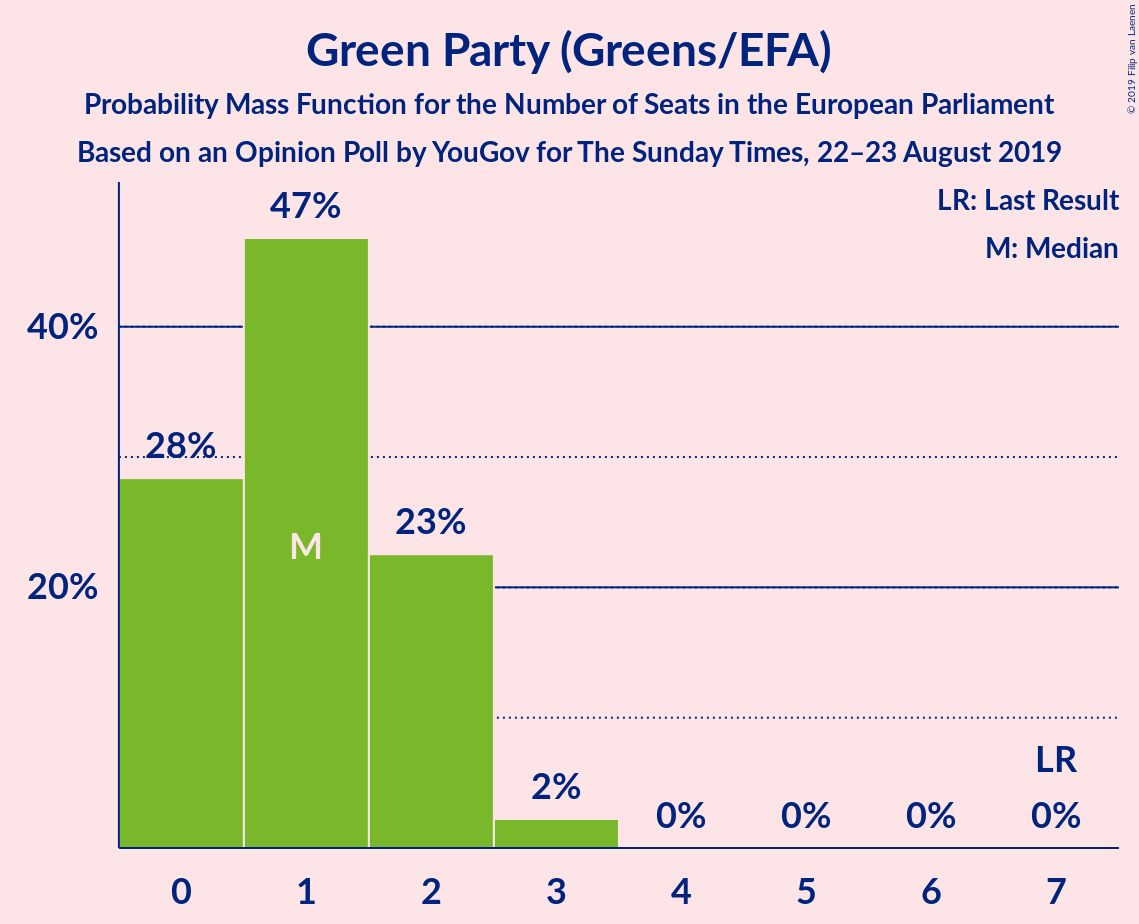 Green Party (Greens/EFA)
Probability Mass Function for the Number of Seats in the European Parliament
Based on an Opinion Poll by YouGov for The Sunday Times, 22–23 August 2019
© 2019 Filip van Laenen
LR: Last Result
M: Median
47%
40%
28%
23%
M
20%
2%
LR
0% 0% 0% 0%
0 1 2 3 4 5 6 7